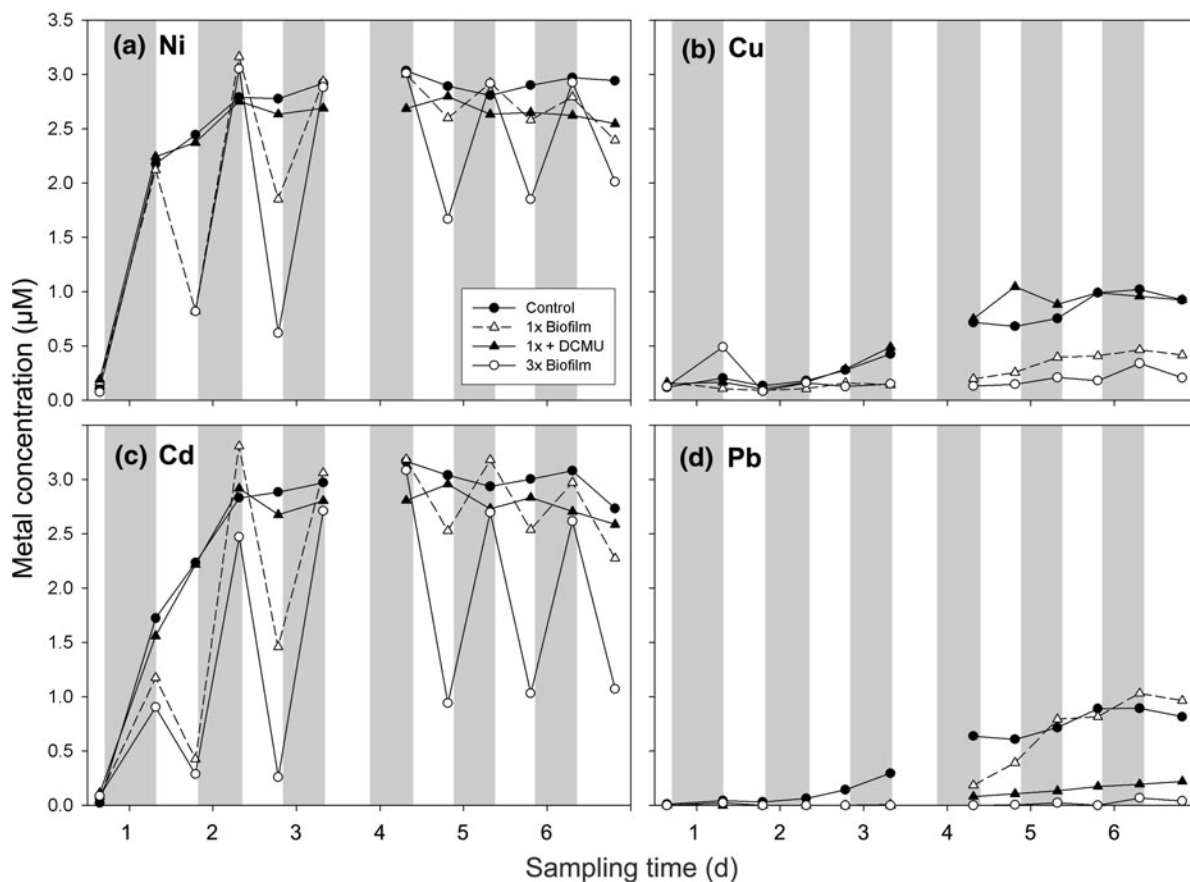 Metal concentration (µM)
(a) Ni
3.5
3.0
2.5
2.0
1.5
1.0
0.5
0.0
Control
1x Biofilm
1x + DCMU
3x Biofilm
(b) Cu
(c) Cd
3.0
2.5
2.0
1.5
1.0
0.5
0.0
1 2 3 4 5 6
(d) Pb
1 2 3 4 5 6
Sampling time (d)